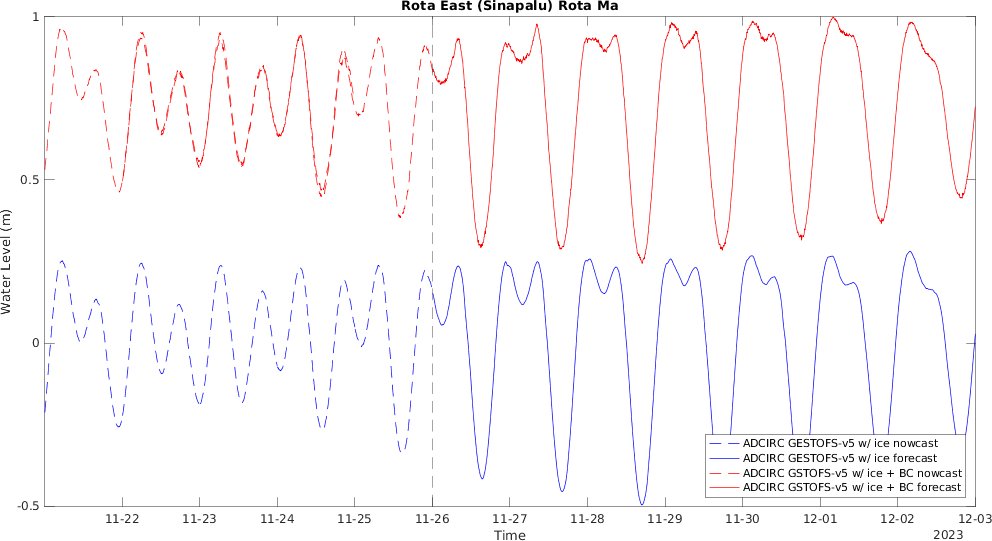 Rota East (Sinapalu) Rota Ma
1
0.5
0
-0.5
Water Level (m)
ADCIRC GESTOFS-v5 w/ ice nowcast
ADCIRC GESTOFS-v5 w/ ice forecast
ADCIRC GSTOFS-v5 w/ ice + BC nowcast
ADCIRC GSTOFS-v5 w/ ice + BC forecast
11-22 11-23 11-24 11-25 11-26 11-27 11-28 11-29 11-30 12-01 12-02 12-03
Time
2023